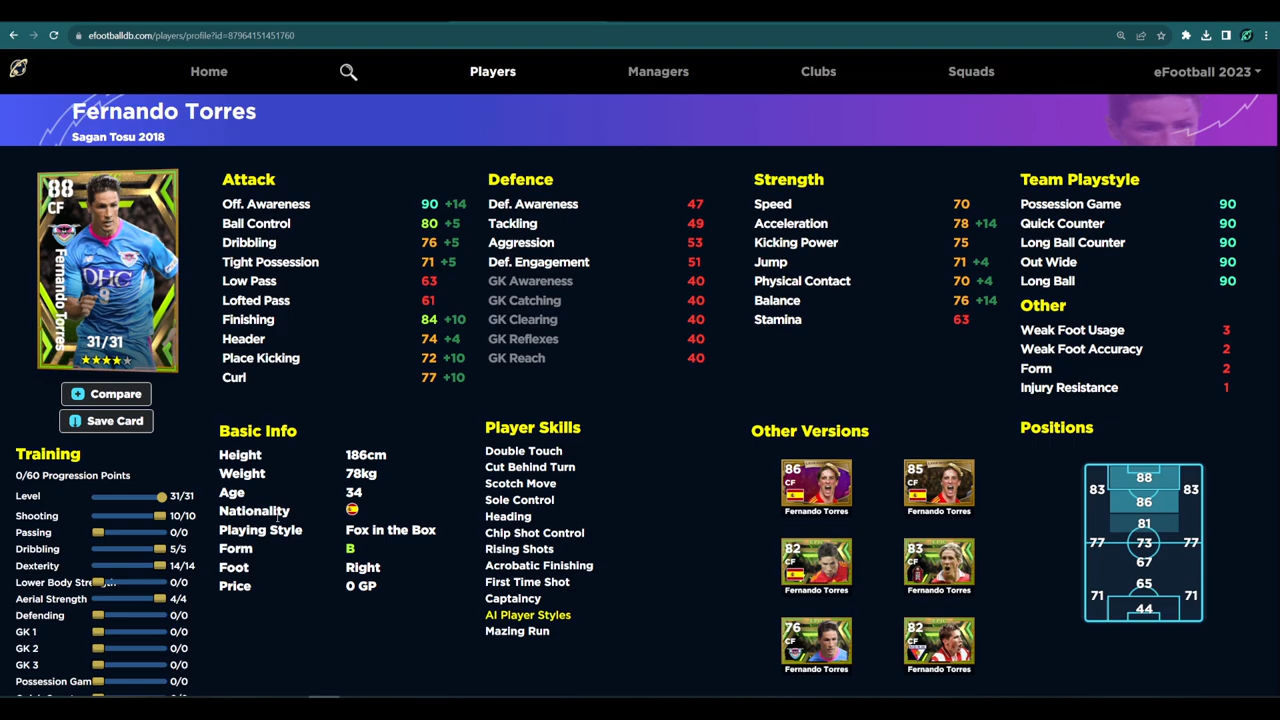 efootballdb.com/players/profile?id=87964151451760
Home
Players
Managers
Clubs
Squads
eFootball 2023
Fernando Torres
Sagan Tosu 2018
88
CF
Fernando Torres
DHC
9
31/31
Compare
Save Card
Training
0/60 Progression Points
Level 31/31
Shooting 10/10
Passing 0/0
Dribbling 5/5
Dexterity 14/14
Lower Body 0/0
Aerial Strength 4/4
Defending 0/0
GK 1 0/0
GK 2 0/0
GK 3 0/0
Possession Gam 0/0
Attack
Off. Awareness 90 +14
Ball Control 80 +5
Dribbling 76 +5
Tight Possession 71 +5
Low Pass 63
Lofted Pass 61
Finishing 84 +10
Header 74 +4
Place Kicking 72 +10
Curl 77 +10
Defence
Def. Awareness 47
Tackling 49
Aggression 53
Def. Engagement 51
GK Awareness 40
GK Catching 40
GK Clearing 40
GK Reflexes 40
GK Reach 40
Strength
Speed 70
Acceleration 78 +14
Kicking Power 75
Jump 71 +4
Physical Contact 70 +4
Balance 76 +14
Stamina 63
Team Playstyle
Possession Game 90
Quick Counter 90
Long Ball Counter 90
Out Wide 90
Long Ball 90
Other
Weak Foot Usage 3
Weak Foot Accuracy 2
Form 2
Injury Resistance 1
Basic Info
Height 186cm
Weight 78kg
Age 34
Nationality
Playing Style Fox in the Box
Form B
Foot Right
Price 0 GP
Player Skills
Double Touch
Cut Behind Turn
Scotch Move
Sole Control
Heading
Chip Shot Control
Rising Shots
Acrobatic Finishing
First Time Shot
Captaincy
AI Player Styles
Mazing Run
Other Versions
86
CF
Fernando Torres
85
CF
Fernando Torres
82
CF
Fernando Torres
83
CF
Fernando Torres
76
CF
Fernando Torres
82
CF
Fernando Torres
Positions
88
83 83
86
81
77 73 77
67
65
71 71
44